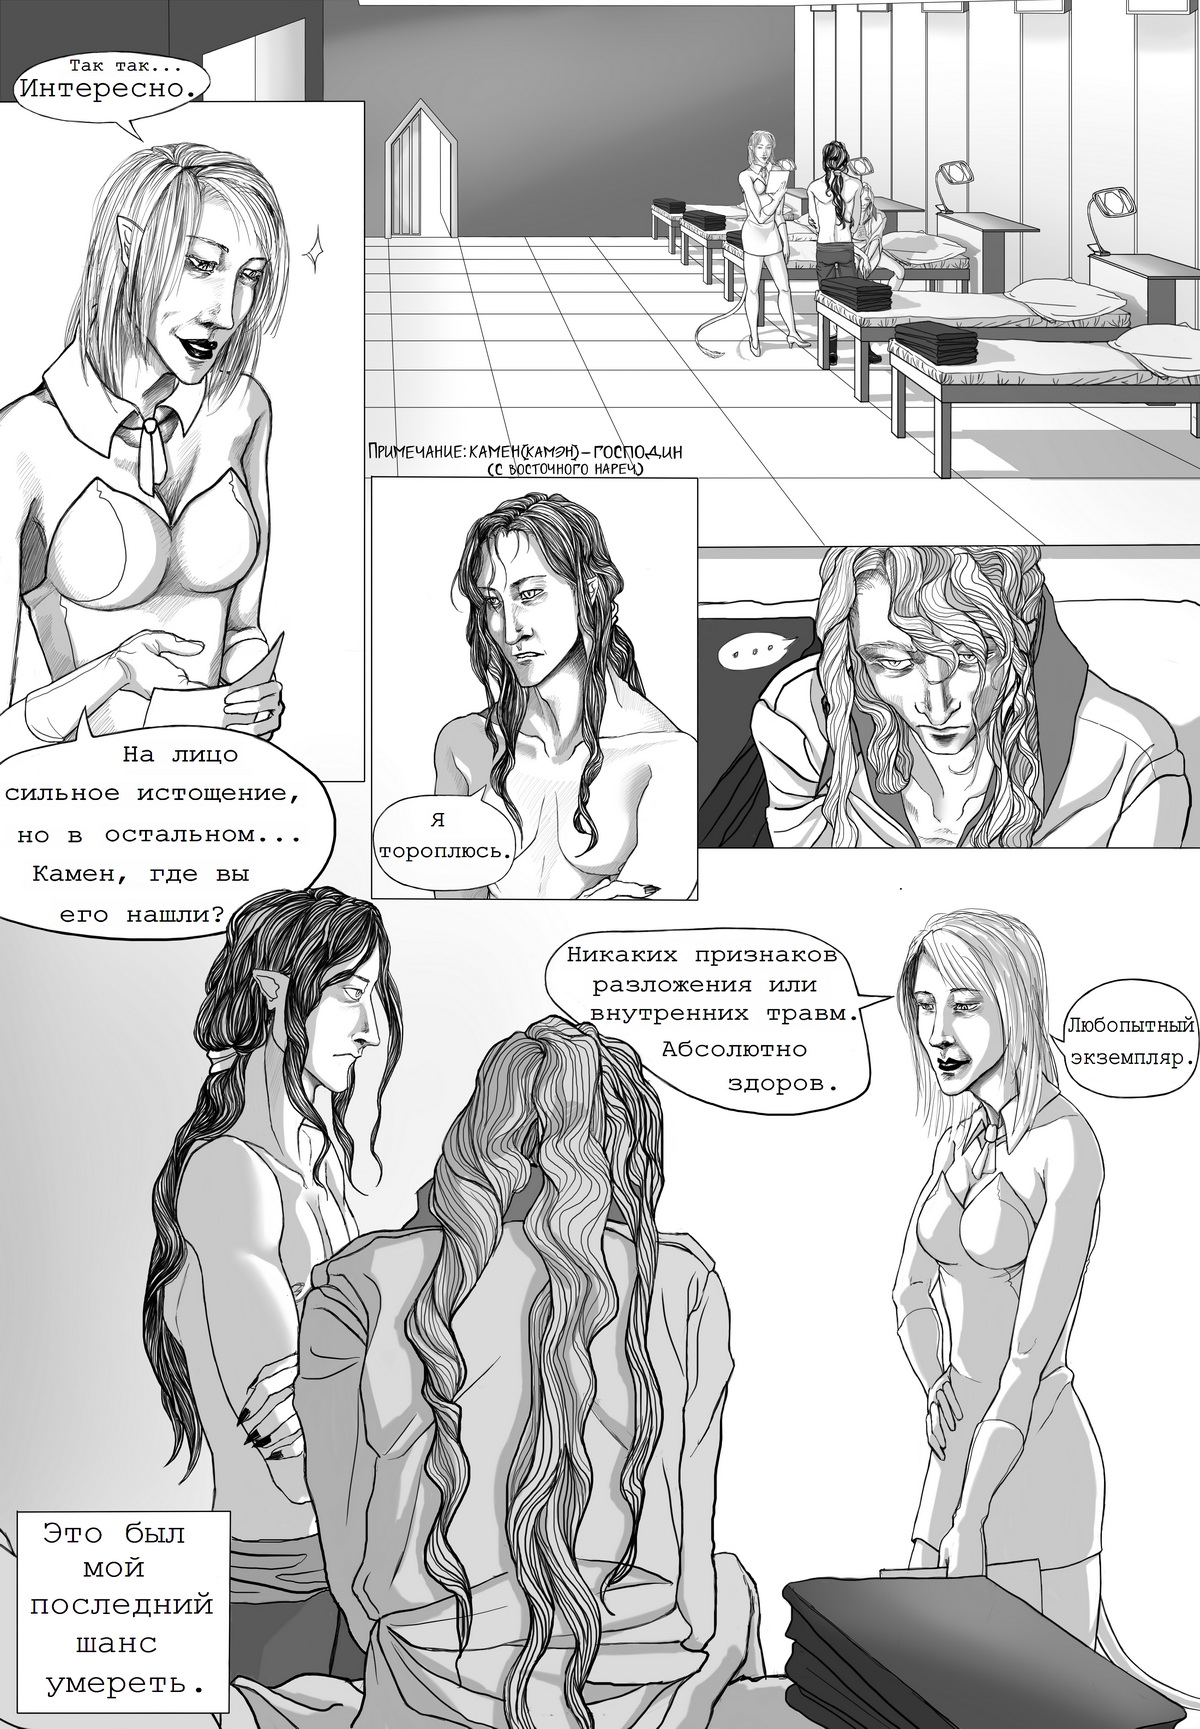 Так так...
Интересно.
Примечание: камен(камэн) – господин
(с восточного нареч)
На лицо
сильное истощение,
но в остальном...
Камен, где вы
его нашли?
Я
тороплюсь.
...
Никаких признаков
разложения или
внутренних травм.
Абсолютно
здоров.
Любопытный
экземпляр.
Это был
мой
последний
шанс
умереть.